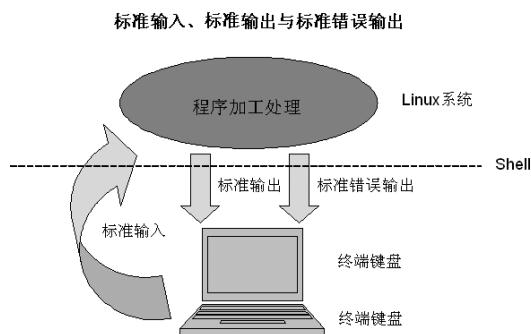 标准输入、标准输出与标准错误输出
程序加工处理
Linux系统
Shell
标准输出
标准错误输出
标准输入
终端键盘
终端键盘